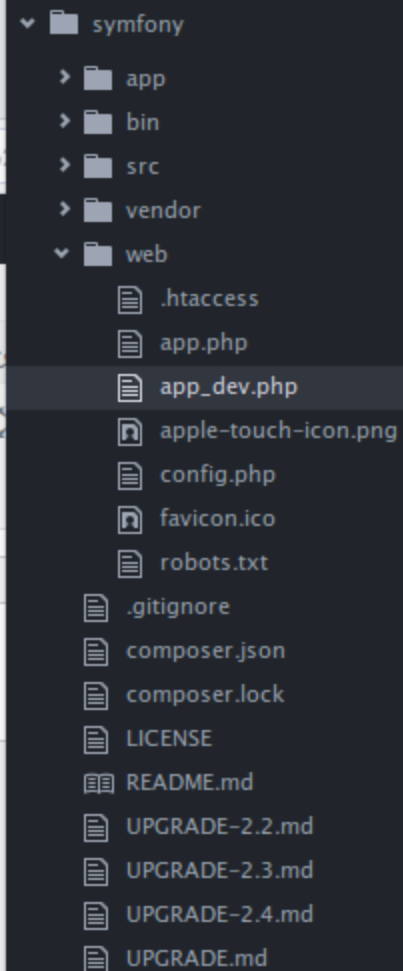 symfony
app
bin
src
vendor
web
.htaccess
app.php
app_dev.php
apple-touch-icon.png
config.php
favicon.ico
robots.txt
.gitignore
composer.json
composer.lock
LICENSE
README.md
UPGRADE-2.2.md
UPGRADE-2.3.md
UPGRADE-2.4.md
UPGRADE.md